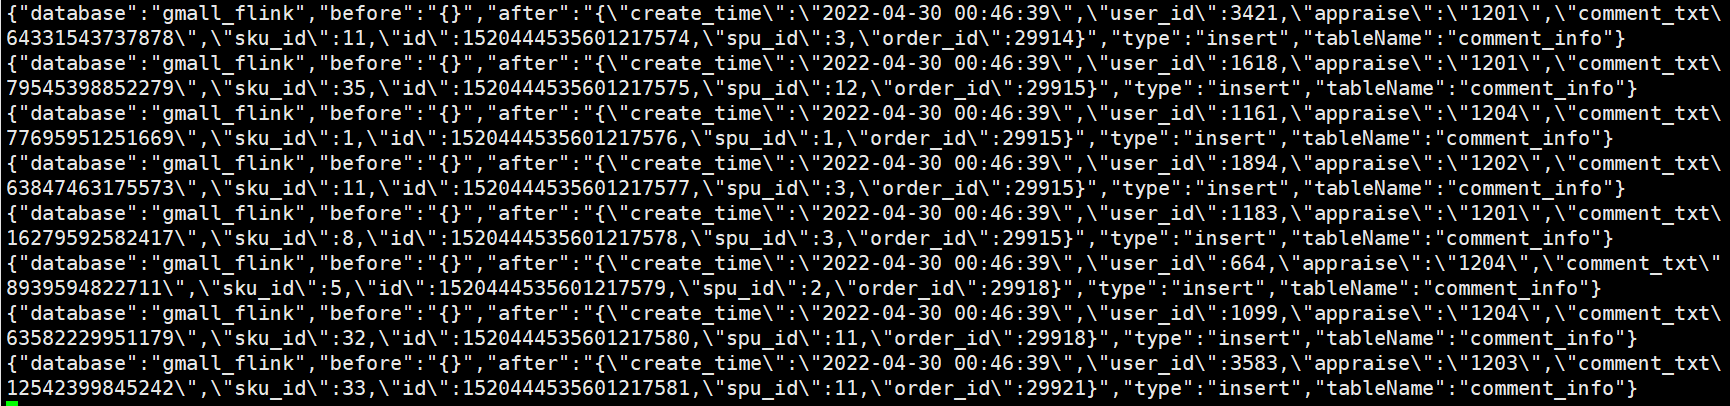 {"database":"gmall_flink","before":"{}","after":"{\"create_time\":\"2022-04-30 00:46:39\",\"user_id\":3421,\"appraise\":\"1201\",\"comment_txt\
64331543737878\",\"sku_id\":11,\"id\":1520444535601217574,\"spu_id\":3,\"order_id\":29914}","type":"insert","tableName":"comment_info"}
{"database":"gmall_flink","before":"{}","after":"{\"create_time\":\"2022-04-30 00:46:39\",\"user_id\":1618,\"appraise\":\"1201\",\"comment_txt\
79545398852279\",\"sku_id\":35,\"id\":1520444535601217575,\"spu_id\":12,\"order_id\":29915}","type":"insert","tableName":"comment_info"}
{"database":"gmall_flink","before":"{}","after":"{\"create_time\":\"2022-04-30 00:46:39\",\"user_id\":1161,\"appraise\":\"1204\",\"comment_txt\
77695951251669\",\"sku_id\":1,\"id\":1520444535601217576,\"spu_id\":1,\"order_id\":29915}","type":"insert","tableName":"comment_info"}
{"database":"gmall_flink","before":"{}","after":"{\"create_time\":\"2022-04-30 00:46:39\",\"user_id\":1894,\"appraise\":\"1202\",\"comment_txt\
63847463175573\",\"sku_id\":11,\"id\":1520444535601217577,\"spu_id\":3,\"order_id\":29915}","type":"insert","tableName":"comment_info"}
{"database":"gmall_flink","before":"{}","after":"{\"create_time\":\"2022-04-30 00:46:39\",\"user_id\":1183,\"appraise\":\"1201\",\"comment_txt\
16279592582417\",\"sku_id\":8,\"id\":1520444535601217578,\"spu_id\":3,\"order_id\":29915}","type":"insert","tableName":"comment_info"}
{"database":"gmall_flink","before":"{}","after":"{\"create_time\":\"2022-04-30 00:46:39\",\"user_id\":664,\"appraise\":\"1204\",\"comment_txt\"
8939594822711\",\"sku_id\":5,\"id\":1520444535601217579,\"spu_id\":2,\"order_id\":29918}","type":"insert","tableName":"comment_info"}
{"database":"gmall_flink","before":"{}","after":"{\"create_time\":\"2022-04-30 00:46:39\",\"user_id\":1099,\"appraise\":\"1204\",\"comment_txt\
63582229951179\",\"sku_id\":32,\"id\":1520444535601217580,\"spu_id\":11,\"order_id\":29918}","type":"insert","tableName":"comment_info"}
{"database":"gmall_flink","before":"{}","after":"{\"create_time\":\"2022-04-30 00:46:39\",\"user_id\":3583,\"appraise\":\"1203\",\"comment_txt\
12542399845242\",\"sku_id\":33,\"id\":1520444535601217581,\"spu_id\":11,\"order_id\":29921}","type":"insert","tableName":"comment_info"}